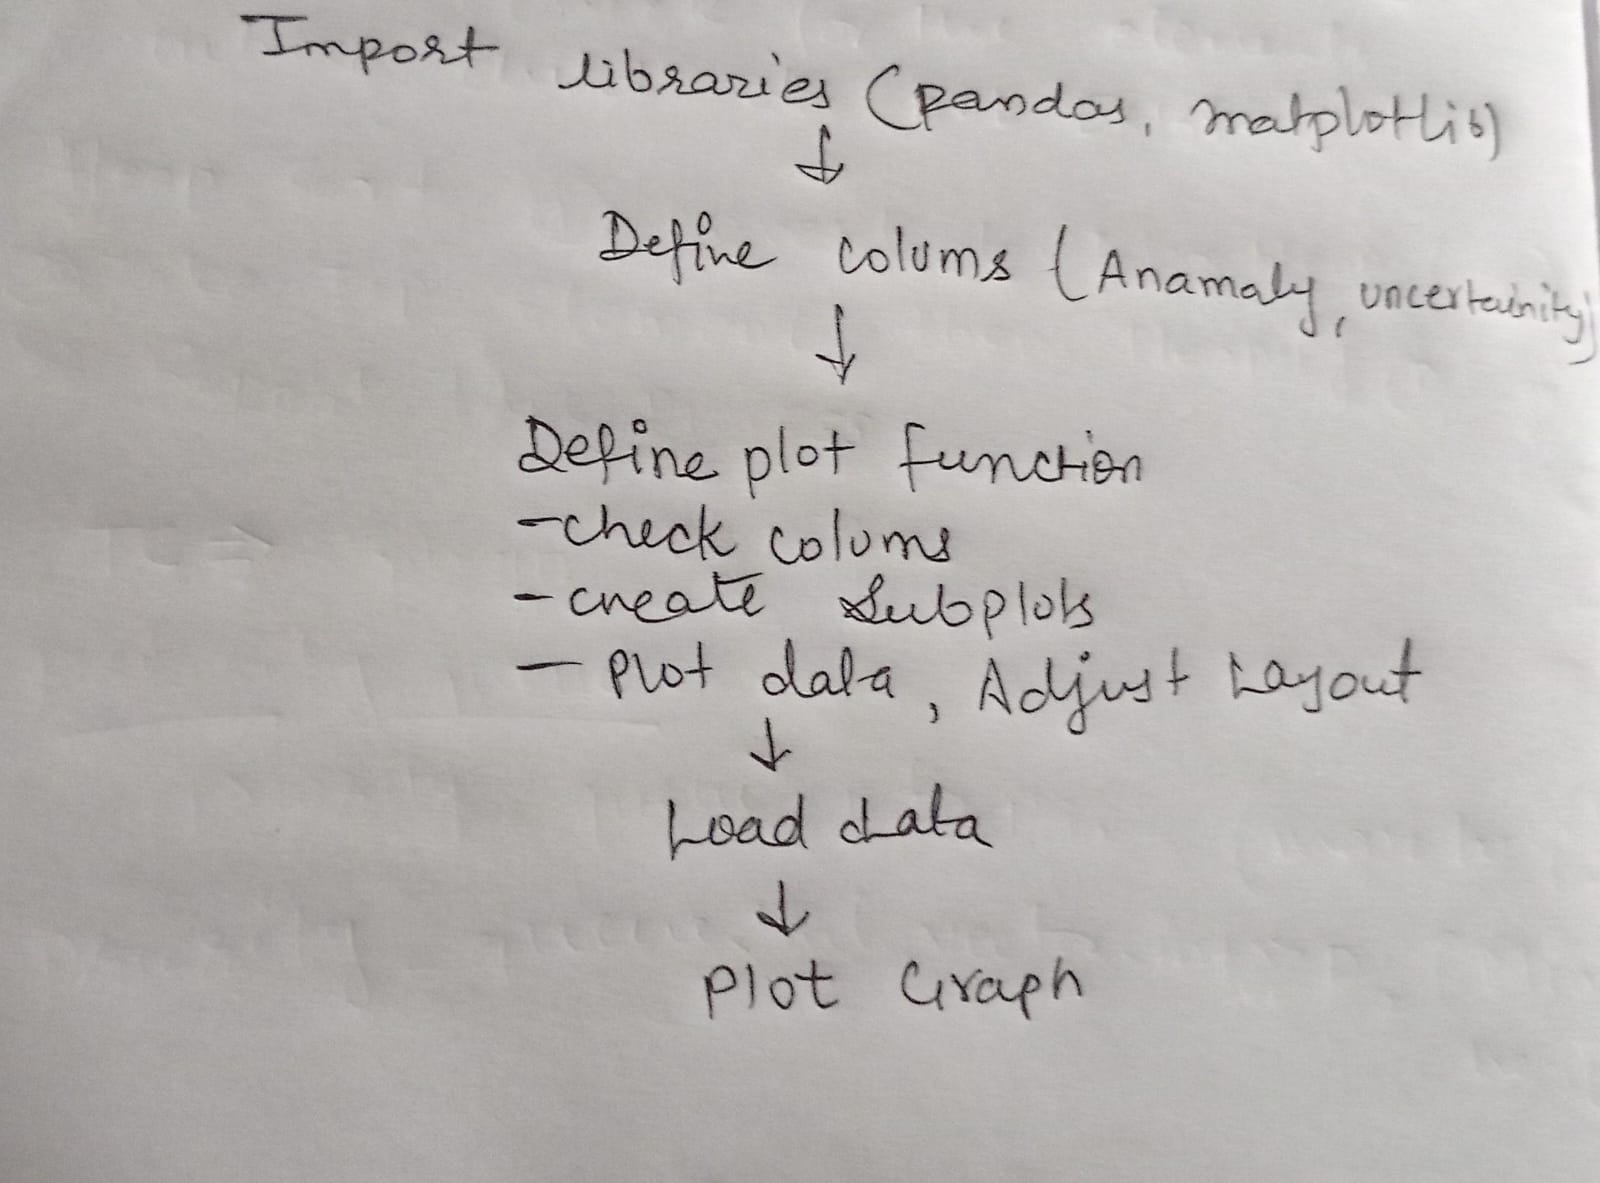 Import libraries (pandas, matplotlib)
↓
Define colums (Anamaly, uncertainity)
↓
Define plot function
-check colums
-create Subplots
- Plot data, Adjust Layout
↓
Load data
↓
Plot Graph